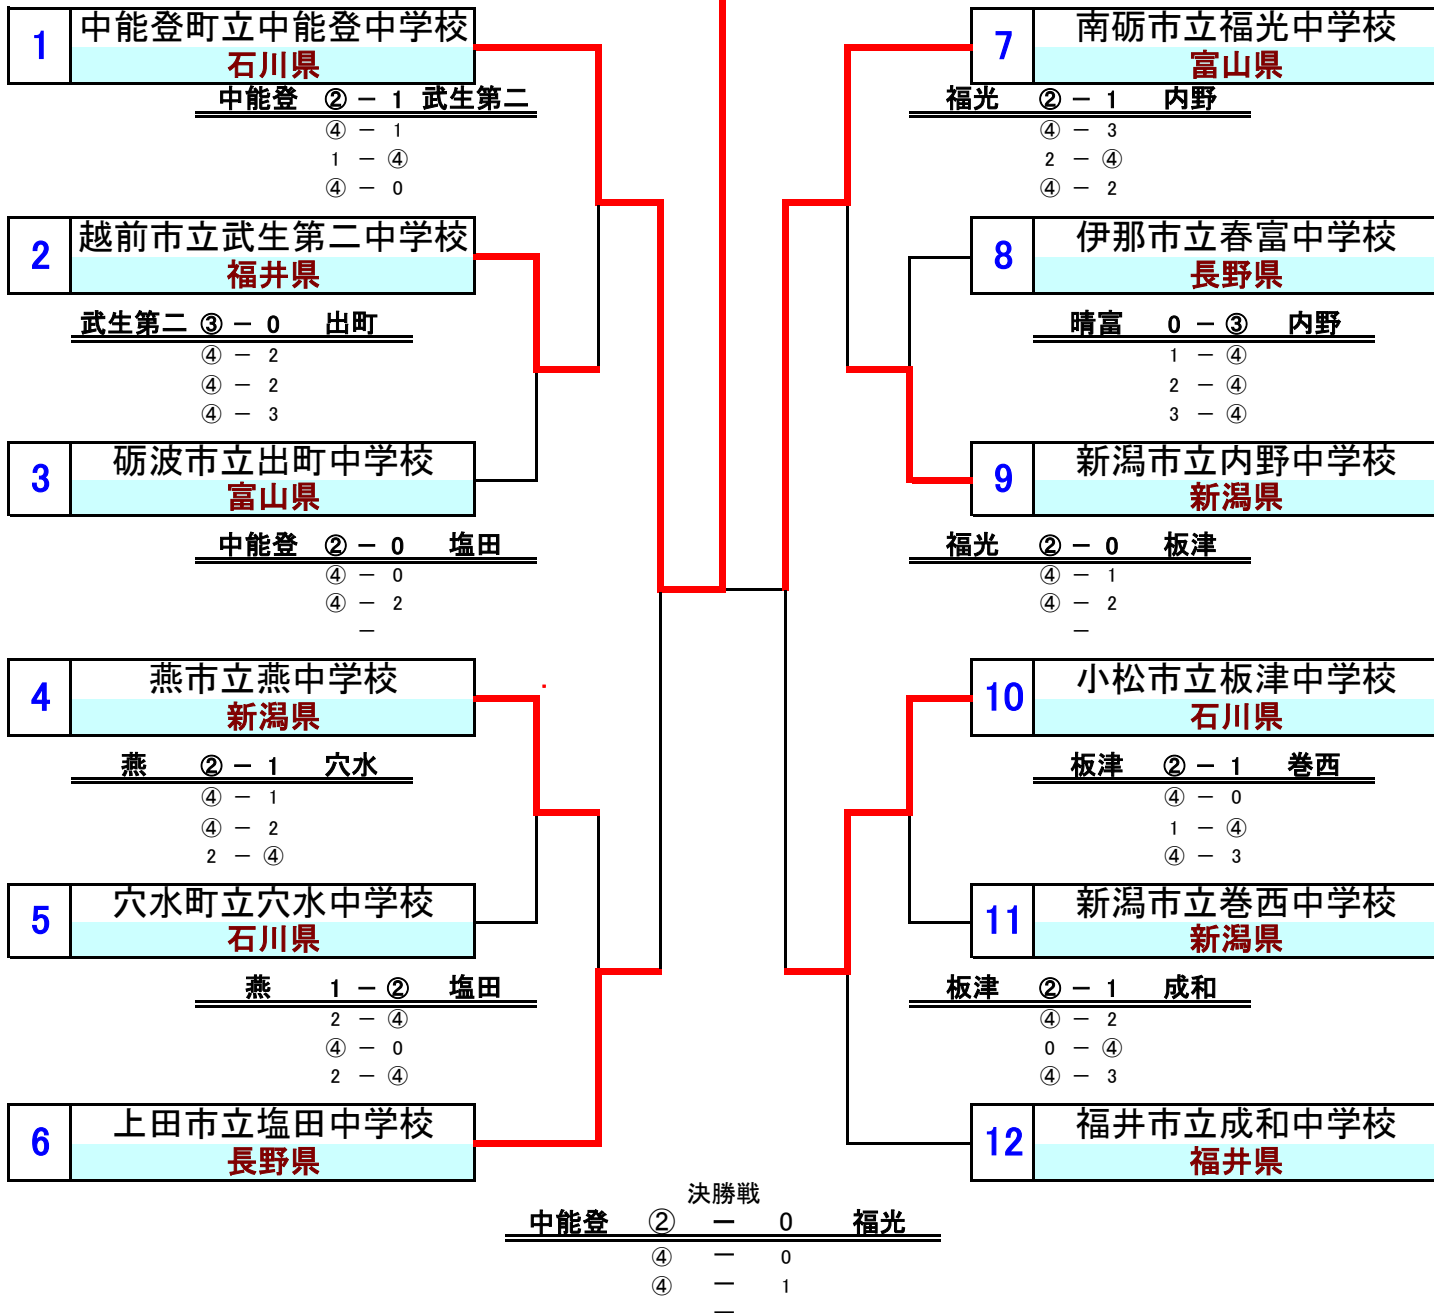 1 中能登町立中能登中学校
石川県
中能登 ② － 1 武生第二
④ － 1
1 － ④
④ － 0
2 越前市立武生第二中学校
福井県
武生第二 ③ － 0 出町
④ － 2
④ － 2
④ － 3
3 砺波市立出町中学校
富山県
中能登 ② － 0 塩田
④ － 0
④ － 2
－
4 燕市立燕中学校
新潟県
燕 ② － 1 穴水
④ － 1
④ － 2
2 － ④
5 穴水町立穴水中学校
石川県
燕 1 － ② 塩田
2 － ④
④ － 0
2 － ④
6 上田市立塩田中学校
長野県
7 南砺市立福光中学校
富山県
福光 ② － 1 内野
④ － 3
2 － ④
④ － 2
8 伊那市立春富中学校
長野県
晴富 0 － ③ 内野
1 － ④
2 － ④
3 － ④
9 新潟市立内野中学校
新潟県
福光 ② － 0 板津
④ － 1
④ － 2
－
10 小松市立板津中学校
石川県
板津 ② － 1 巻西
④ － 0
1 － ④
④ － 3
11 新潟市立巻西中学校
新潟県
板津 ② － 1 成和
④ － 2
0 － ④
④ － 3
12 福井市立成和中学校
福井県
決勝戦
中能登 ② － 0 福光
④ － 0
④ － 1
－